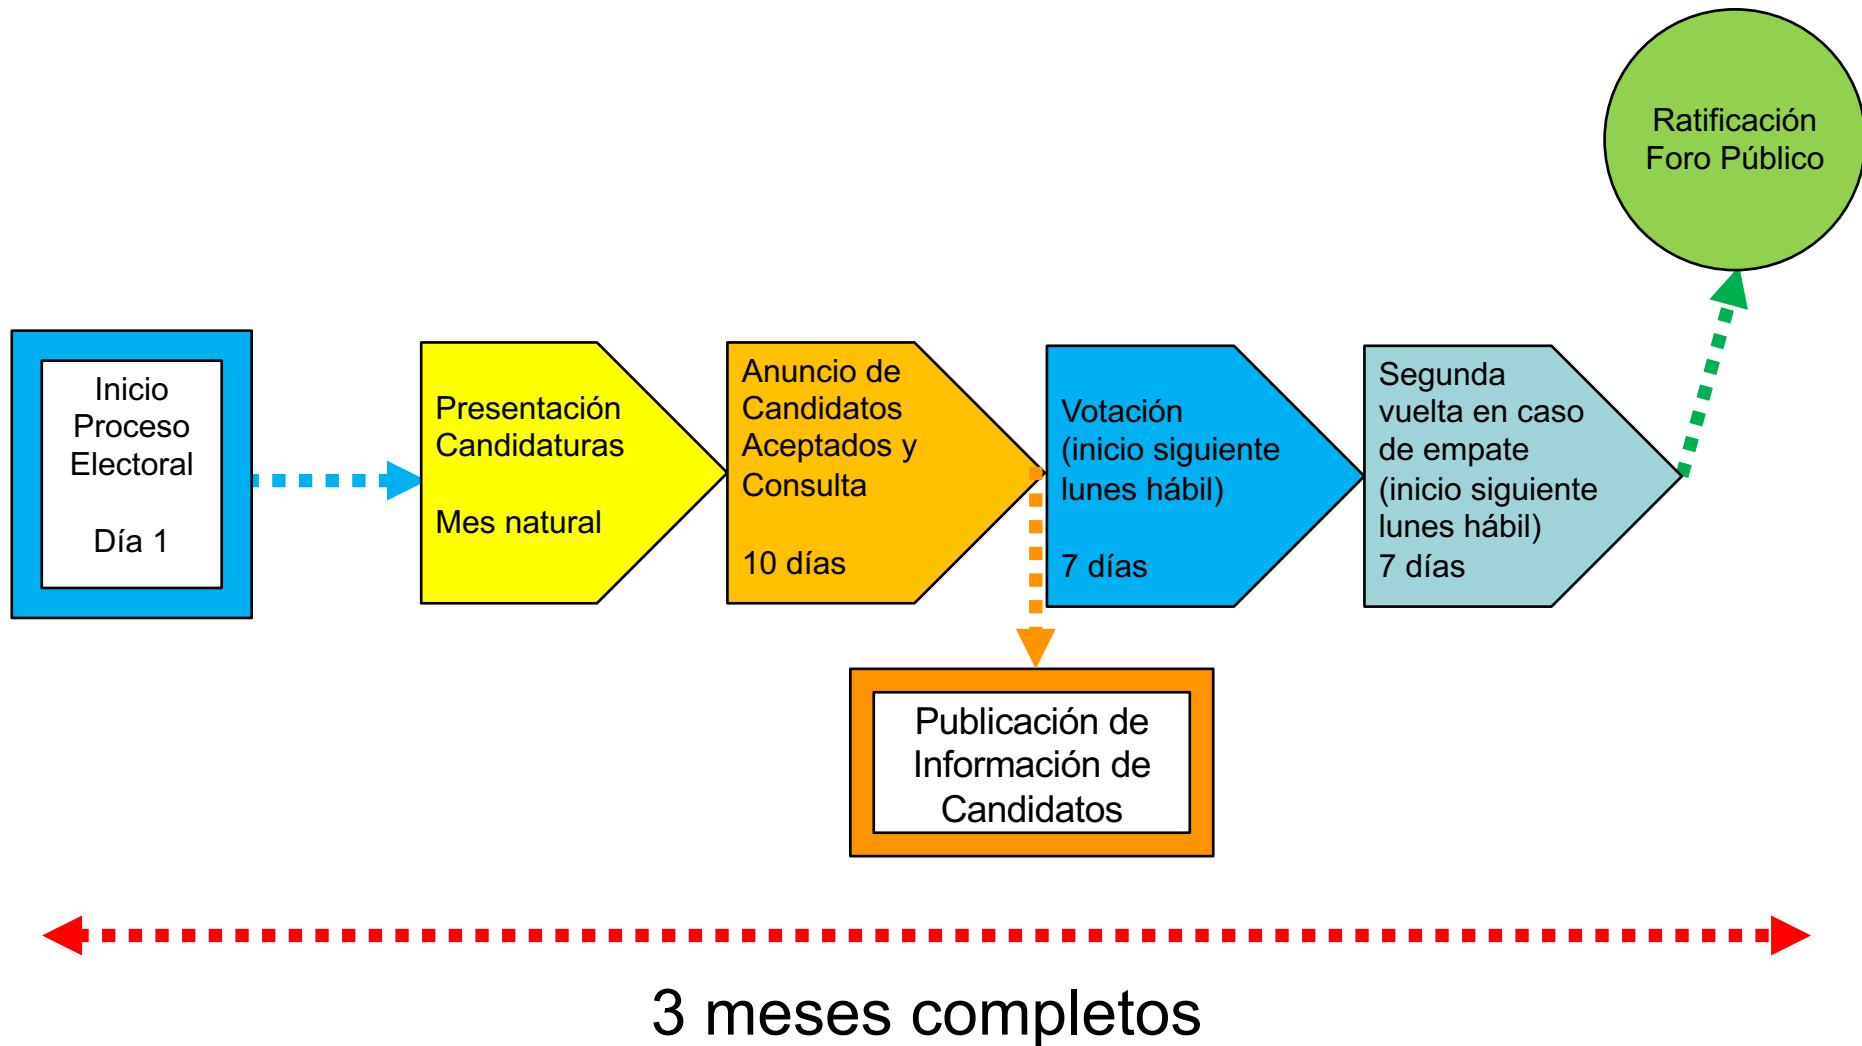 Ratificación
Foro Público
Inicio
Proceso
Electoral
Día 1
Presentación
Candidaturas
Mes natural
Anuncio de
Candidatos
Aceptados y
Consulta
10 días
Votación
(inicio siguiente
lunes hábil)
7 días
Segunda
vuelta en caso
de empate
(inicio siguiente
lunes hábil)
7 días
Publicación de
Información de
Candidatos
3 meses completos